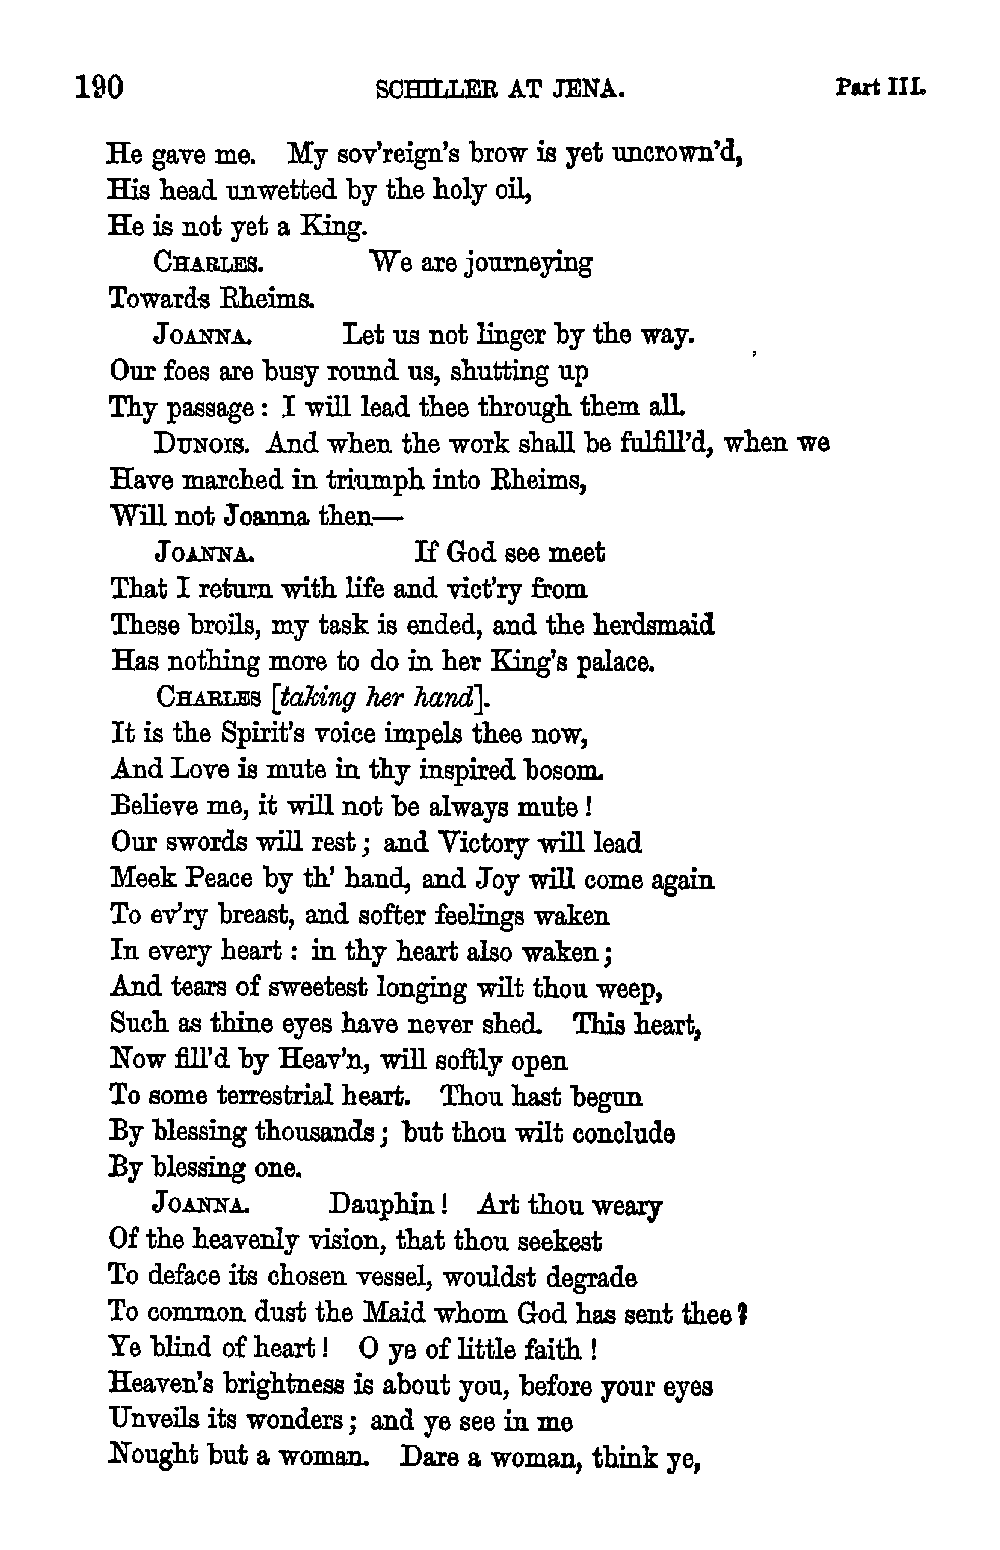 190 SCHILLER AT JENA. Part III.
He gave me. My sov'reign's brow is yet uncrown'd,
His head unwetted by the holy oil,
He is not yet a King.
CHARLES. We are journeying
Towards Rheims.
JOANNA. Let us not linger by the way.
Our foes are busy round us, shutting up
Thy passage: I will lead thee through them all.
DUNOIS. And when the work shall be fulfill'd, when we
Have marched in triumph into Rheims,
Will not Joanna then—
JOANNA. If God see meet
That I return with life and vict'ry from
These broils, my task is ended, and the herdsmaid
Has nothing more to do in her King's palace.
CHARLES [taking her hand].
It is the Spirit's voice impels thee now,
And Love is mute in thy inspired bosom.
Believe me, it will not be always mute!
Our swords will rest; and Victory will lead
Meek Peace by th' hand, and Joy will come again
To ev'ry breast, and softer feelings waken
In every heart: in thy heart also waken;
And tears of sweetest longing wilt thou weep,
Such as thine eyes have never shed. This heart,
Now fill'd by Heav'n, will softly open
To some terrestrial heart. Thou hast begun
By blessing thousands; but thou wilt conclude
By blessing one.
JOANNA. Dauphin! Art thou weary
Of the heavenly vision, that thou seekest
To deface its chosen vessel, wouldst degrade
To common dust the Maid whom God has sent thee?
Ye blind of heart! O ye of little faith!
Heaven's brightness is about you, before your eyes
Unveils its wonders; and ye see in me
Nought but a woman. Dare a woman, think ye,